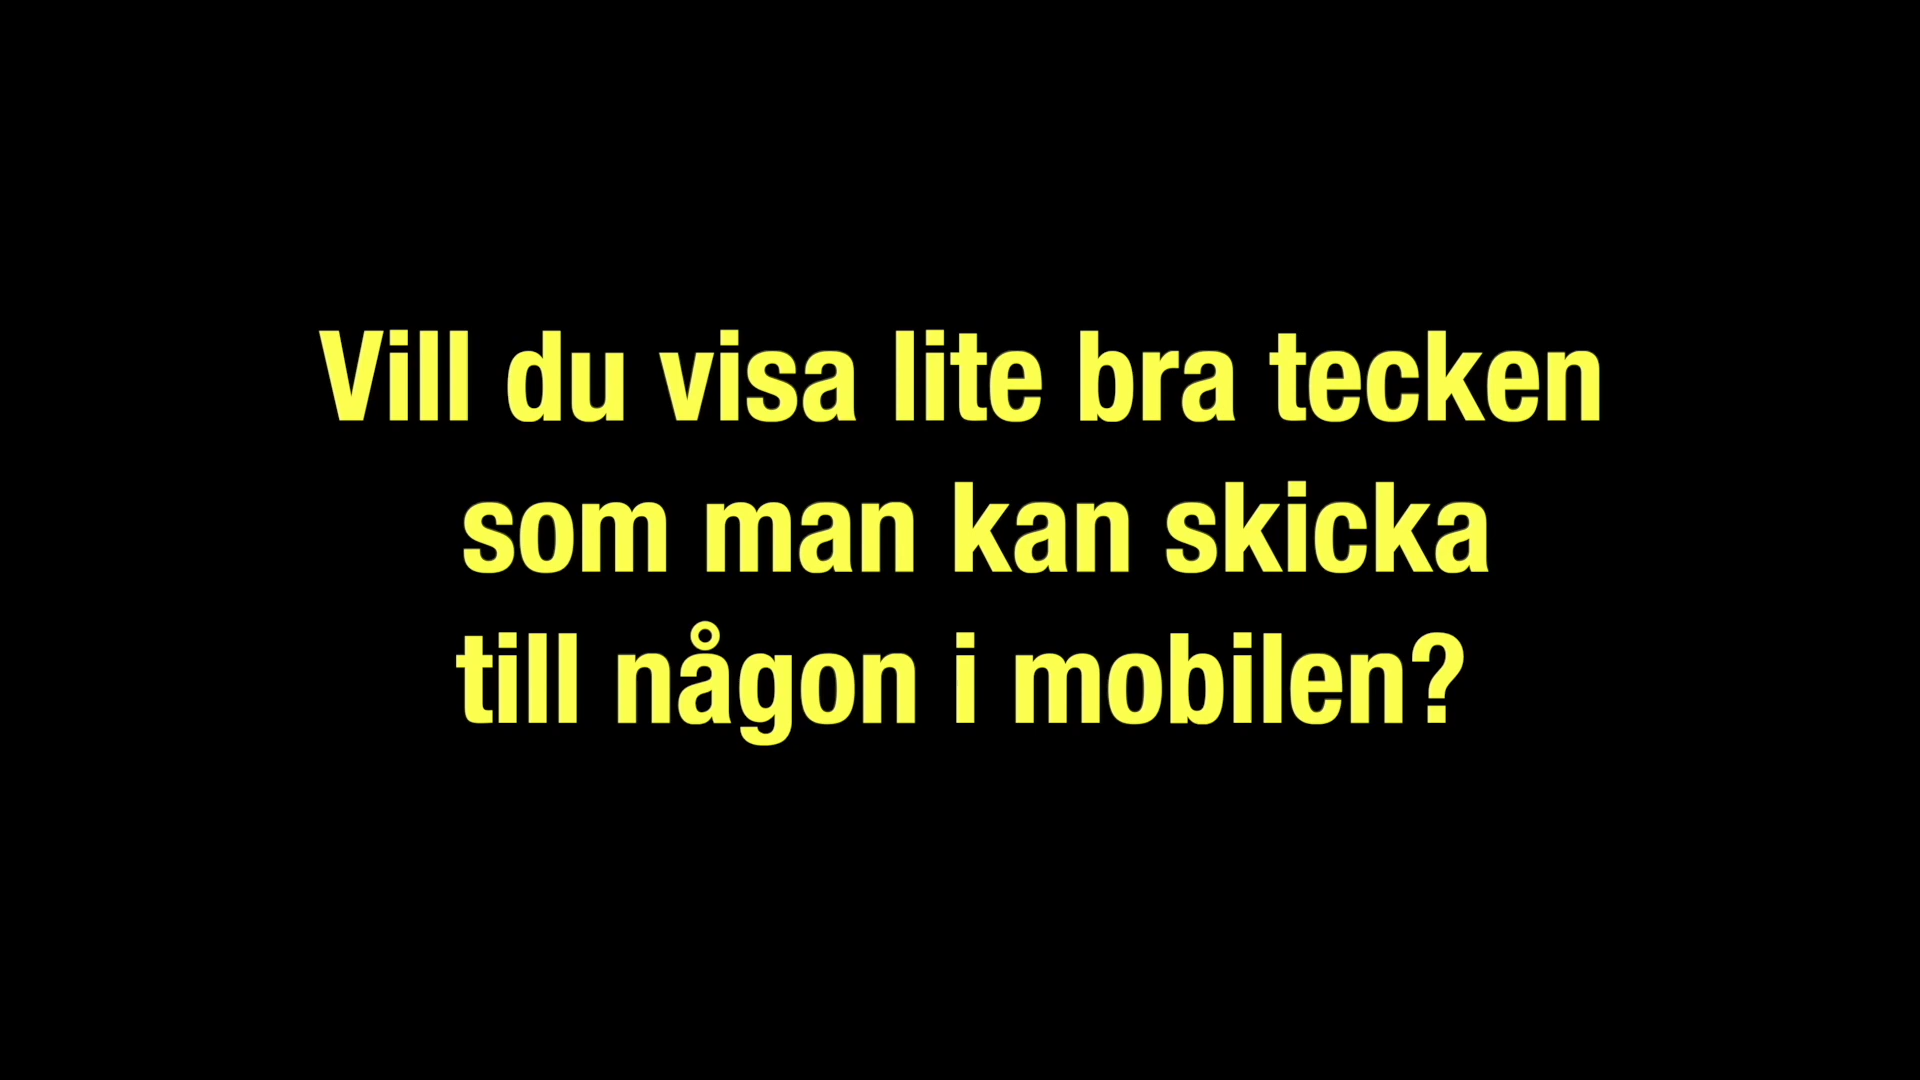 Vill du visa lite bra tecken
som man kan skicka
till någon i mobilen?